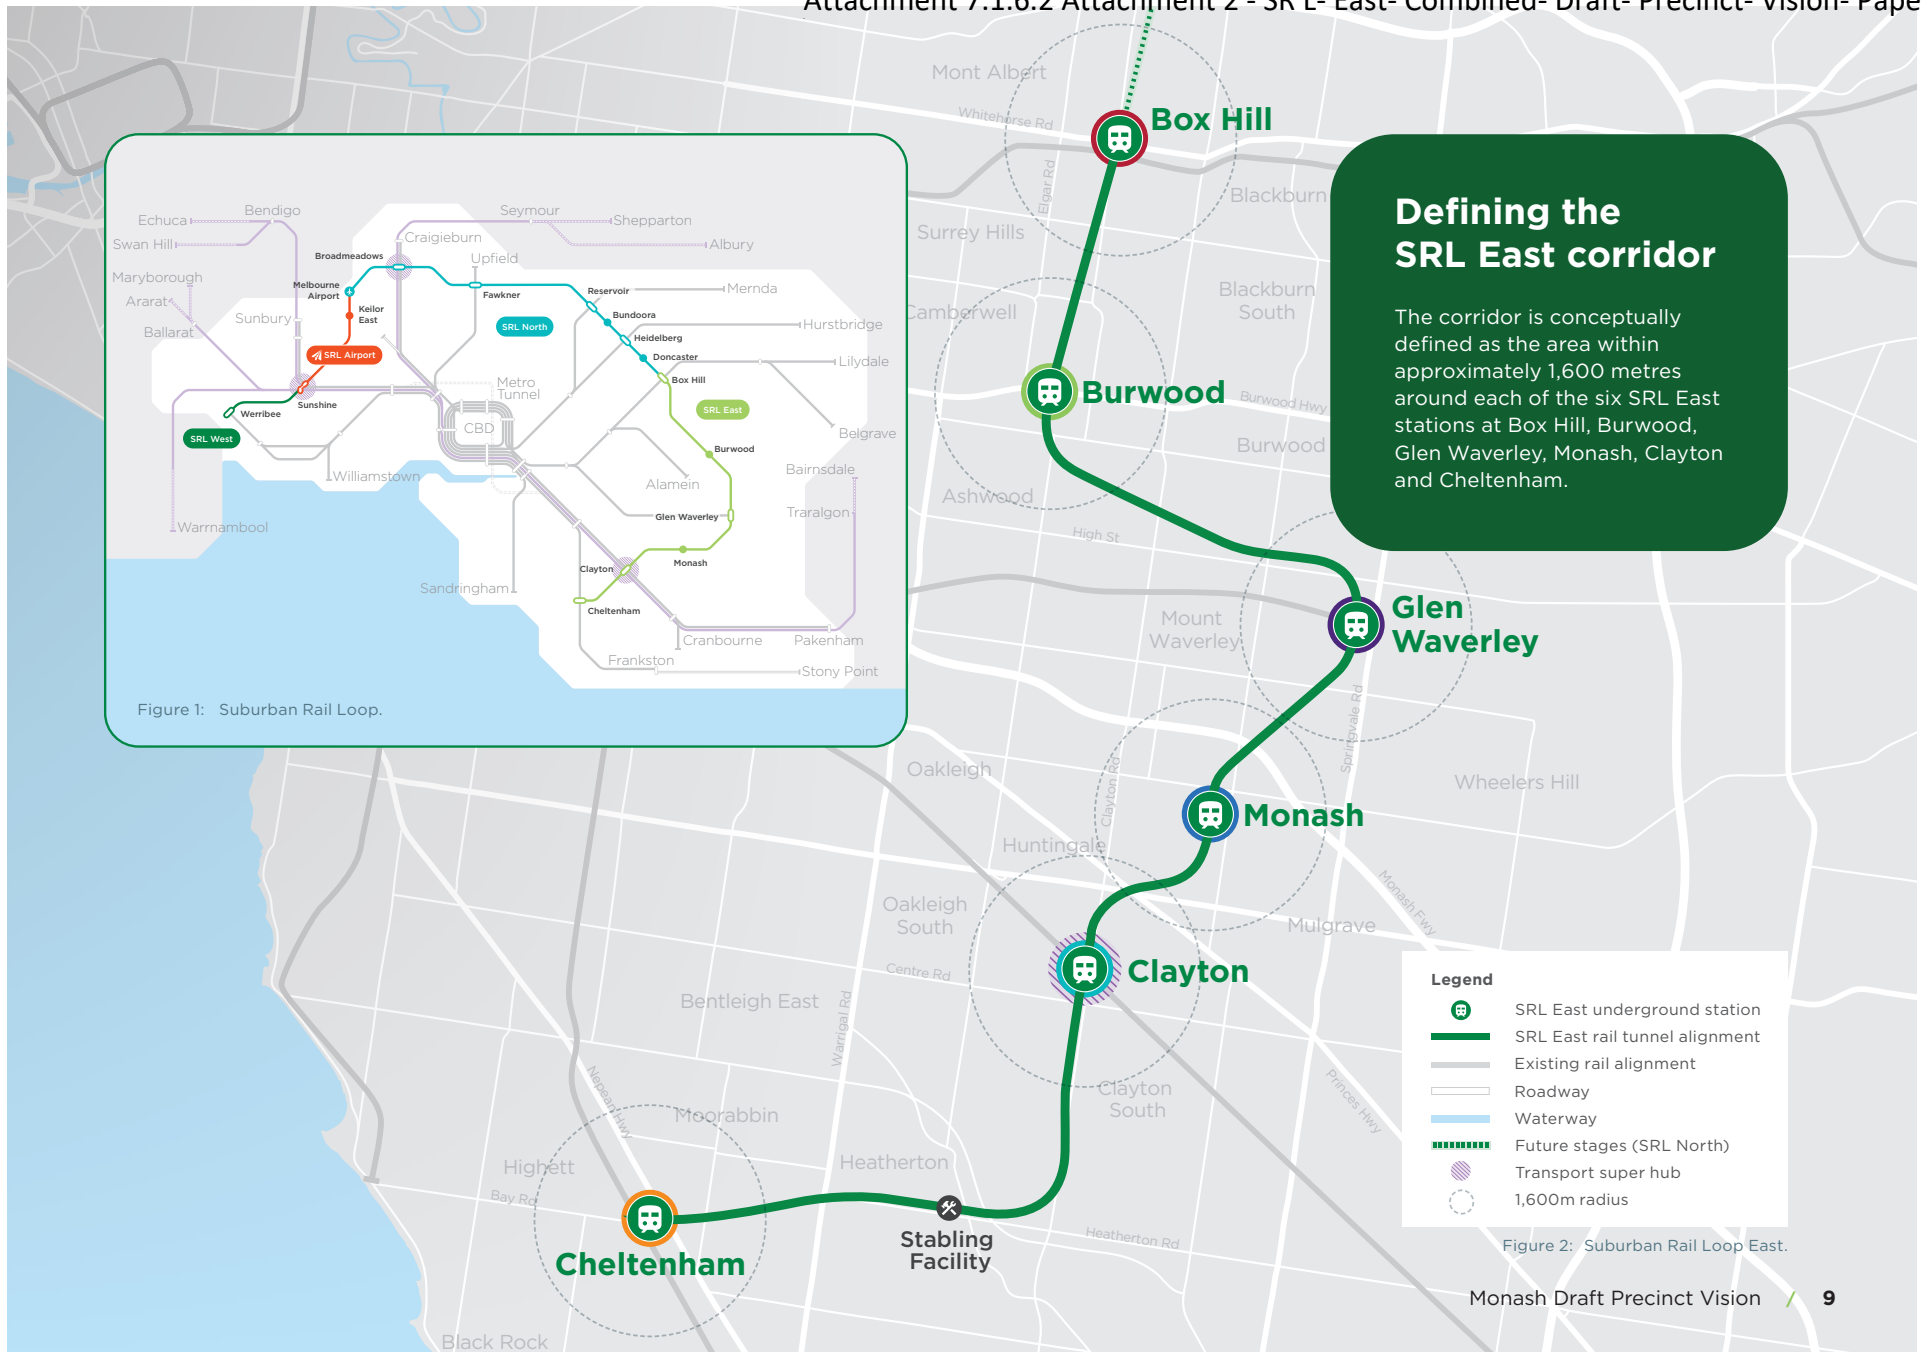 Attachment 7.1.6.2 Attachment 2 - SR L- East- Combined- Draft- Precinct- Vision- Pape
Mont Albert
Whitehorse Rd
Box Hill
Elgar Rd
Blackburn
Surrey Hills
Blackburn
South
Camberwell
Burwood
Burwood Hwy
Burwood
Ashwood
High St
Glen
Waverley
Mount
Waverley
Springvale Rd
Oakleigh
Clayton Rd
Wheelers Hill
Monash
Huntingale
Monash Fwy
Oakleigh
South
Mulgrave
Centre Rd
Clayton
Bentleigh East
Warrigal Rd
Nepean Hwy
Clayton
South
Princes Hwy
Moorabbin
Highett
Heatherton
Bay Rd
Stabling
Facility
Heatherton Rd
Cheltenham
Black Rock
Defining the
SRL East corridor
The corridor is conceptually
defined as the area within
approximately 1,600 metres
around each of the six SRL East
stations at Box Hill, Burwood,
Glen Waverley, Monash, Clayton
and Cheltenham.
Echuca
Bendigo
Seymour
Shepparton
Swan Hill
Craigieburn
Albury
Broadmeadows
Upfield
Maryborough
Melbourne
Airport
Fawkner
Reservoir
Mernda
Ararat
Keilor
East
Bundoora
Sunbury
SRL North
Hurstbridge
Ballarat
Heidelberg
SRL Airport
Doncaster
Lilydale
Metro
Tunnel
Box Hill
Sunshine
Werribee
SRL East
CBD
Belgrave
SRL West
Burwood
Williamstown
Bairnsdale
Alamein
Traralgon
Glen Waverley
Warrnambool
Monash
Clayton
Sandringham
Cheltenham
Cranbourne
Pakenham
Frankston
Stony Point
Figure 1: Suburban Rail Loop.
Legend
SRL East underground station
SRL East rail tunnel alignment
Existing rail alignment
Roadway
Waterway
Future stages (SRL North)
Transport super hub
1,600m radius
Figure 2: Suburban Rail Loop East.
Monash Draft Precinct Vision / 9